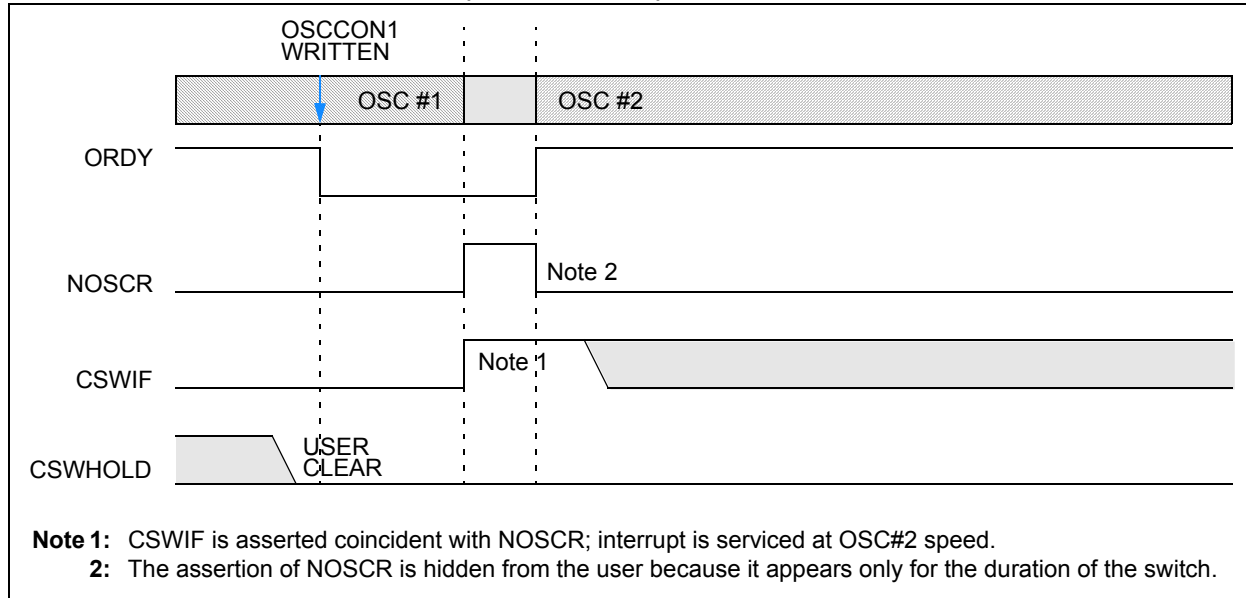 OSCCON1
WRITTEN
OSC #1
OSC #2
ORDY
NOSCR
Note 2
CSWIF
Note 1
CSWHOLD
USER
CLEAR
Note 1: CSWIF is asserted coincident with NOSCR; interrupt is serviced at OSC#2 speed.
2: The assertion of NOSCR is hidden from the user because it appears only for the duration of the switch.